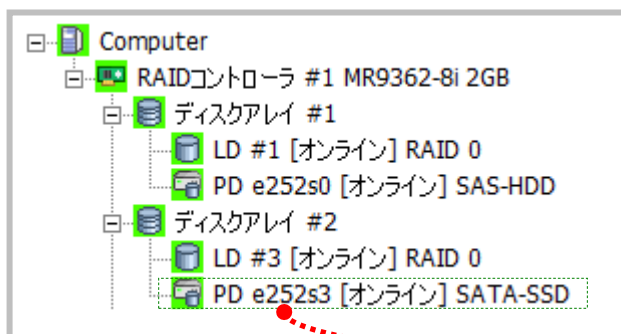 Computer
RAIDコントローラ #1 MR9362-8i 2GB
ディスクアレイ #1
LD #1 [オンライン] RAID 0
PD e252s0 [オンライン] SAS-HDD
ディスクアレイ #2
LD #3 [オンライン] RAID 0
PD e252s3 [オンライン] SATA-SSD